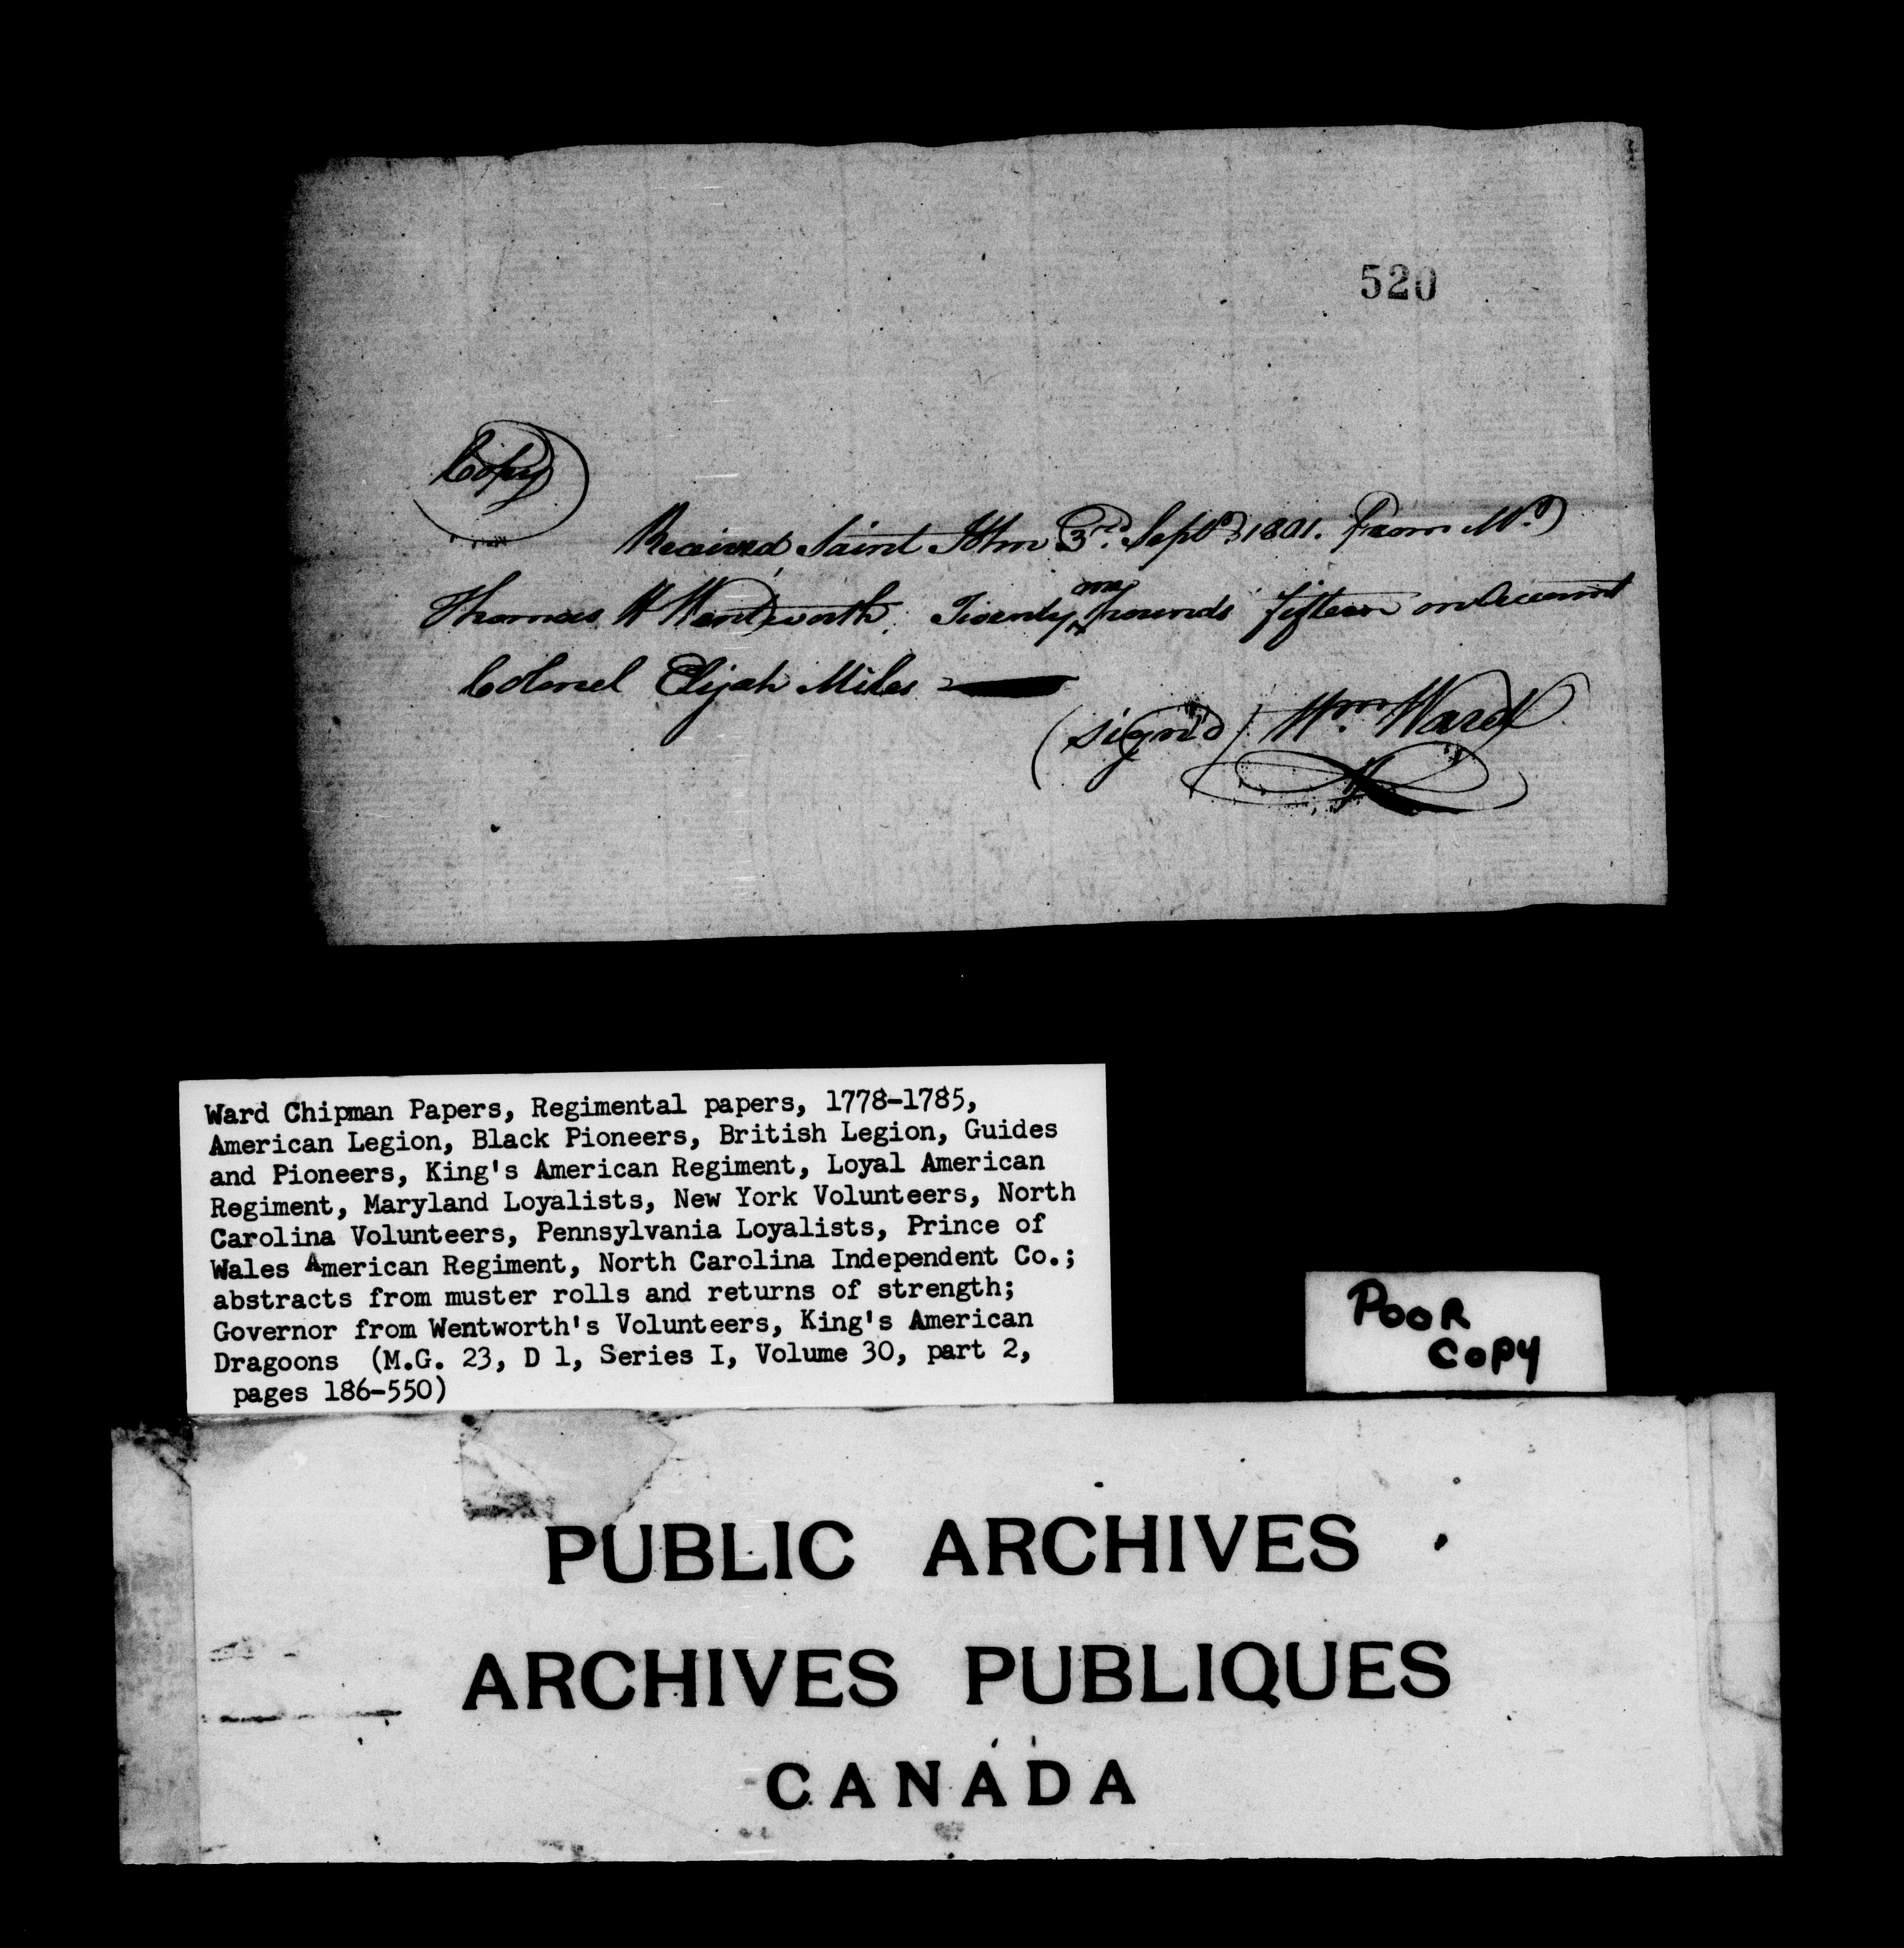 520
Copy
Received Saint John 3rd. Septr 1801. From Mr
Thomas H Wentworth, Twenty one pounds fifteen on Account
Colonel Elijah Miles
(signed) Wm. Ward
Ward Chipman Papers, Regimental papers, 1778-1785,
American Legion, Black Pioneers, British Legion, Guides
and Pioneers, King's American Regiment, Loyal American
Regiment, Maryland Loyalists, New York Volunteers, North
Carolina Volunteers, Pennsylvania Loyalists, Prince of
Wales American Regiment, North Carolina Independent Co.;
abstracts from muster rolls and returns of strength;
Governor from Wentworth's Volunteers, King's American
Dragoons (M.G. 23, D 1, Series I, Volume 30, part 2,
pages 186-550)
POOR
COPY
PUBLIC ARCHIVES
ARCHIVES PUBLIQUES
CANADA